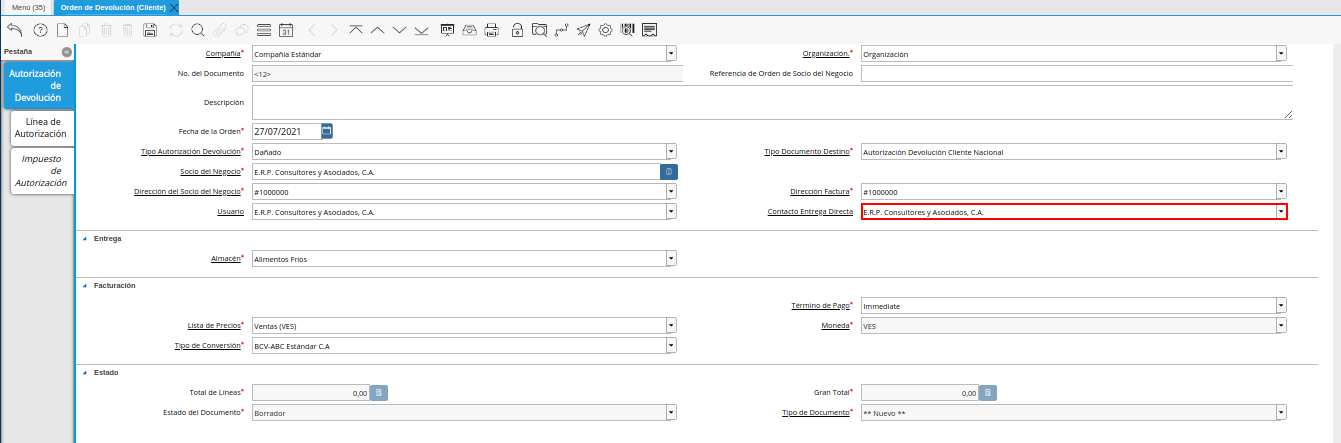 Menú (35)
Orden de Devolución (Cliente)
31
Pestaña
Autorización de Devolución
Línea de Autorización
Impuesto de Autorización
Compañía* Compañía Estándar
Organización.* Organización
No. del Documento <12>
Referencia de Orden de Socio del Negocio
Descripción
Fecha de la Orden* 27/07/2021
Tipo Autorización Devolución* Dañado
Tipo Documento Destino* Autorización Devolución Cliente Nacional
Socio del Negocio* E.R.P. Consultores y Asociados, C.A.
Dirección del Socio del Negocio* #1000000
Dirección Factura* #1000000
Usuario E.R.P. Consultores y Asociados, C.A.
Contacto Entrega Directa E.R.P. Consultores y Asociados, C.A.
Entrega
Almacén* Alimentos Fríos
Facturación
Término de Pago* Immediate
Lista de Precios* Ventas (VES)
Moneda* VES
Tipo de Conversión* BCV-ABC Estándar C.A
Estado
Total de Líneas* 0,00
Gran Total* 0,00
Estado del Documento* Borrador
Tipo de Documento* ** Nuevo **